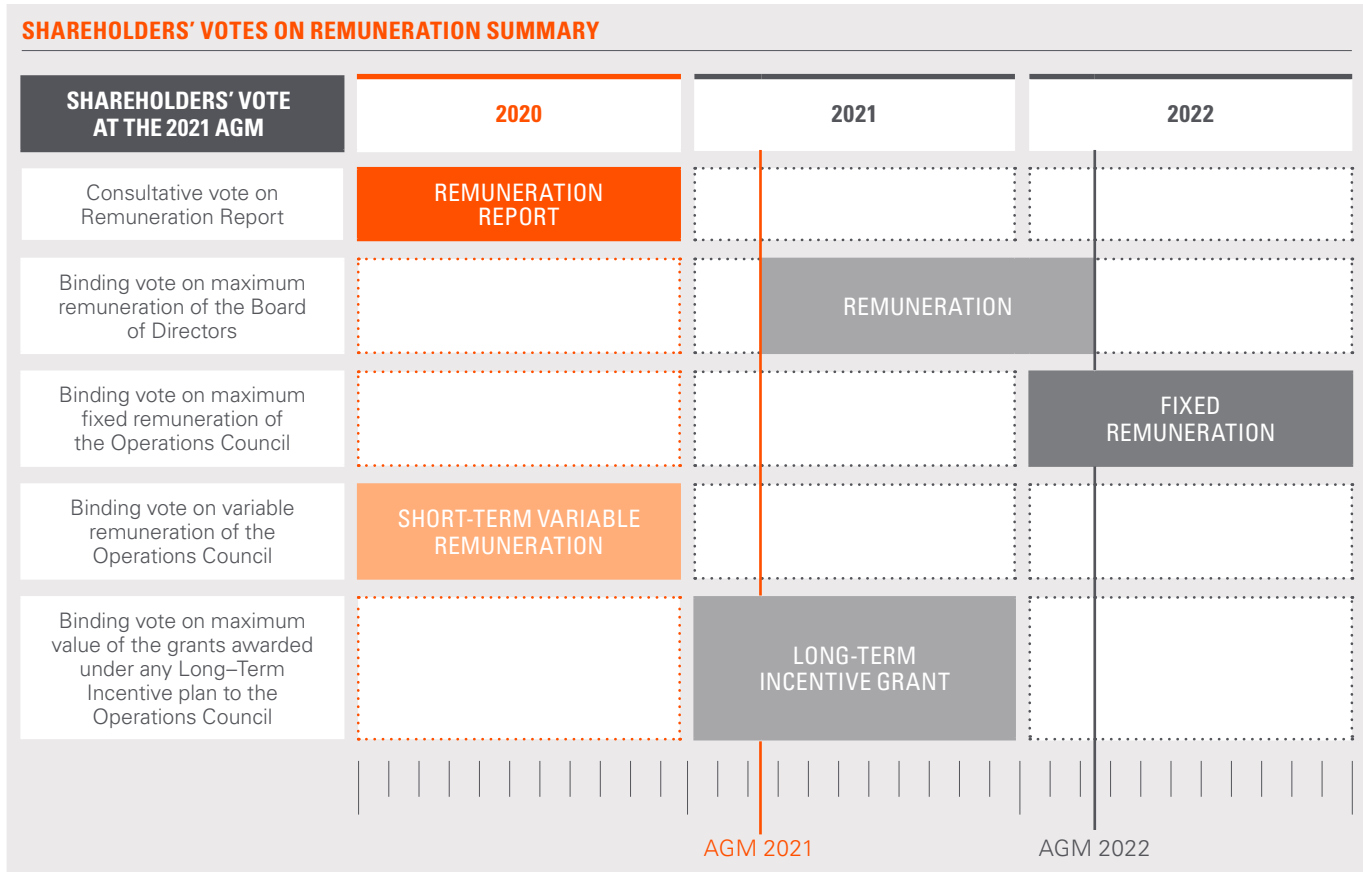 SHAREHOLDERS' VOTES ON REMUNERATION SUMMARY
SHAREHOLDERS' VOTE
AT THE 2021 AGM
2020
2021
2022
Consultative vote on
Remuneration Report
REMUNERATION
REPORT
Binding vote on maximum
remuneration of the Board
of Directors
REMUNERATION
Binding vote on maximum
fixed remuneration of
the Operations Council
FIXED
REMUNERATION
Binding vote on variable
remuneration of the
Operations Council
SHORT-TERM VARIABLE
REMUNERATION
Binding vote on maximum
value of the grants awarded
under any Long–Term
Incentive plan to the
Operations Council
LONG-TERM
INCENTIVE GRANT
AGM 2021
AGM 2022